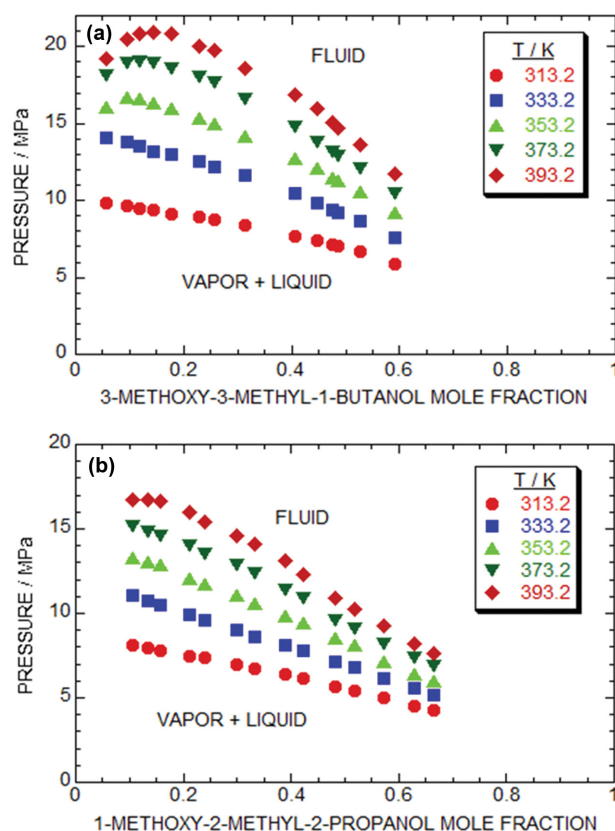 (a)
FLUID
T / K
313.2
333.2
353.2
373.2
393.2
VAPOR + LIQUID
PRESSURE / MPa
20
15
10
5
0
0 0.2 0.4 0.6 0.8 1
3-METHOXY-3-METHYL-1-BUTANOL MOLE FRACTION
(b)
FLUID
T / K
313.2
333.2
353.2
373.2
393.2
VAPOR + LIQUID
PRESSURE / MPa
20
15
10
5
0
0 0.2 0.4 0.6 0.8 1
1-METHOXY-2-METHYL-2-PROPANOL MOLE FRACTION